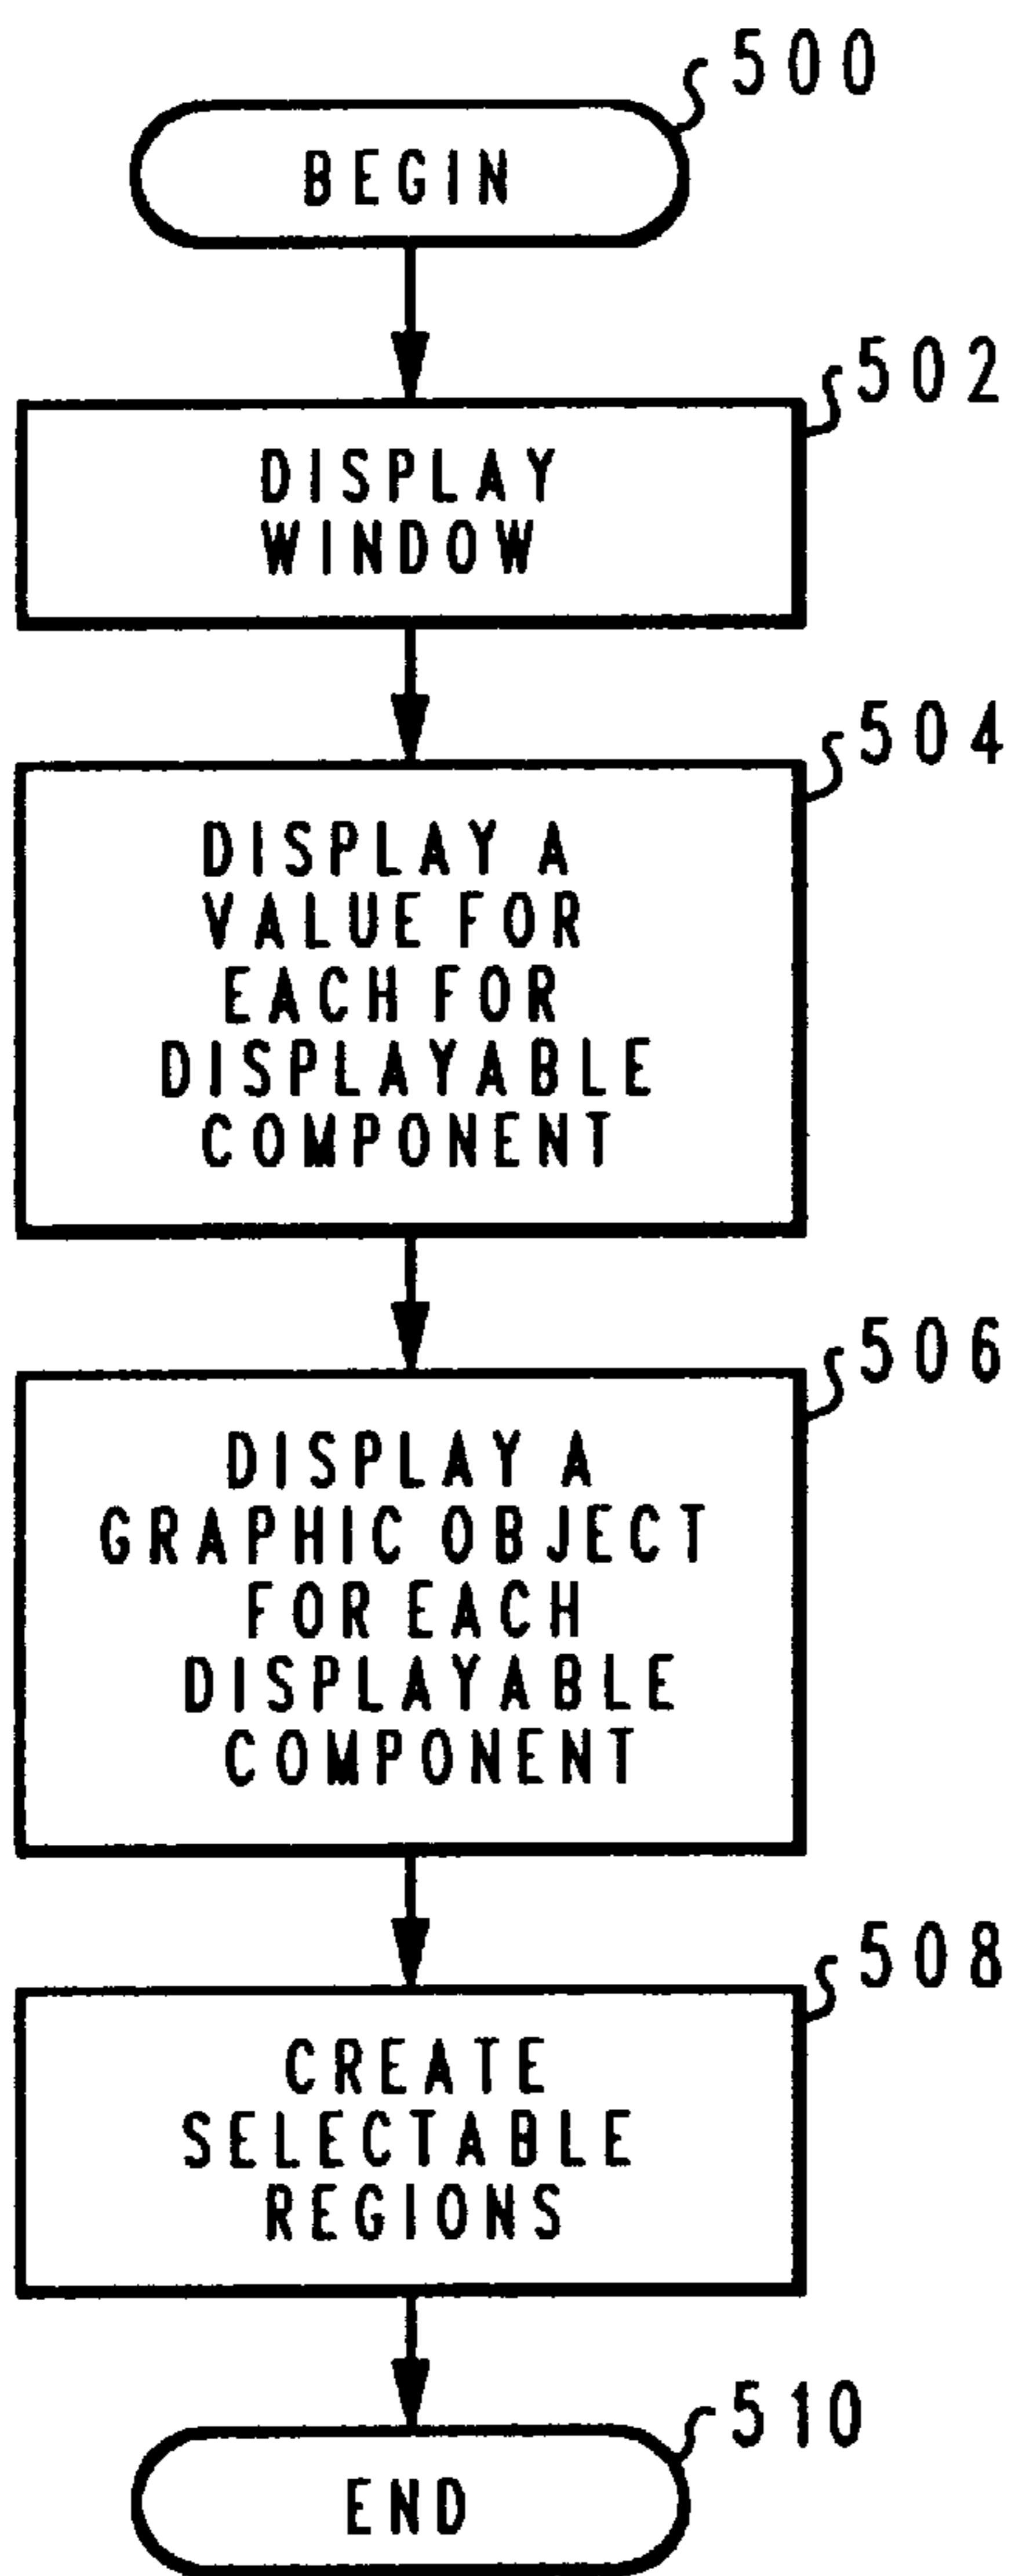 500
BEGIN
502
DISPLAY
WINDOW
504
DISPLAY A
VALUE FOR
EACH FOR
DISPLAYABLE
COMPONENT
506
DISPLAY A
GRAPHIC OBJECT
FOR EACH
DISPLAYABLE
COMPONENT
508
CREATE
SELECTABLE
REGIONS
510
END